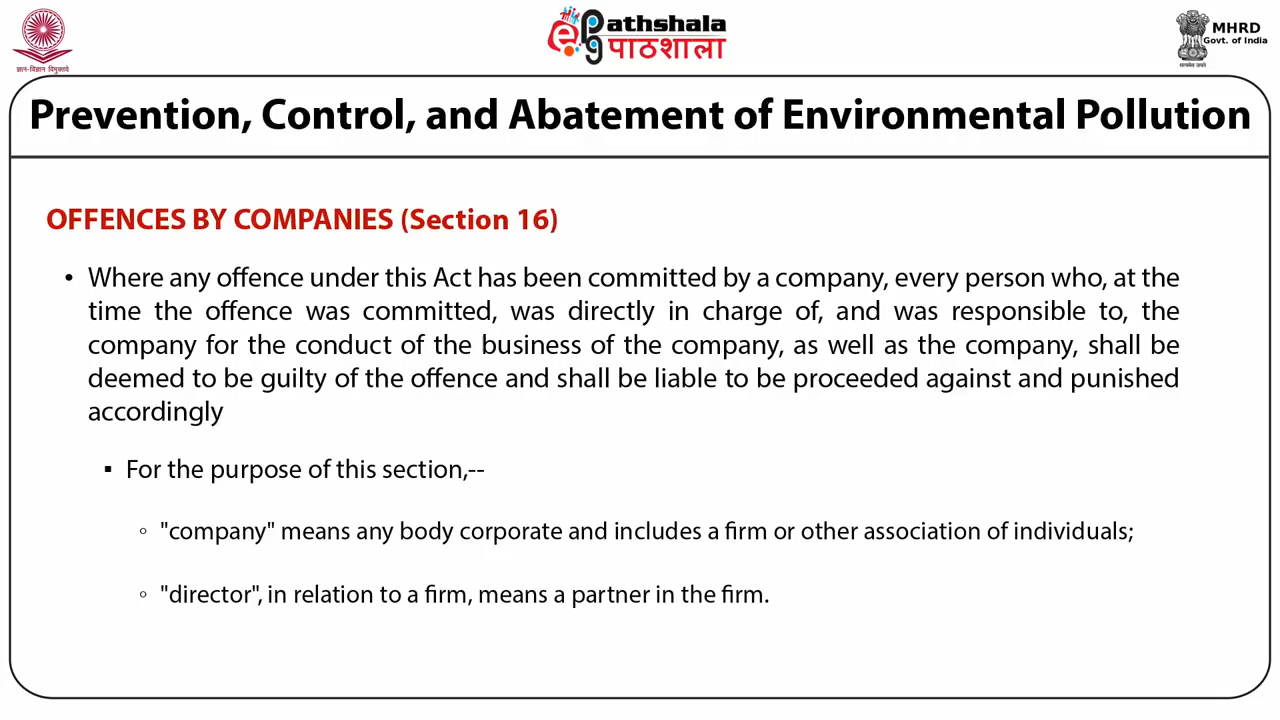 ज्ञान-विज्ञान विमुक्तये
ePathshala
पाठशाला
MHRD
Govt. of India
सत्यमेव जयते
Prevention, Control, and Abatement of Environmental Pollution
OFFENCES BY COMPANIES (Section 16)
• Where any offence under this Act has been committed by a company, every person who, at the
time the offence was committed, was directly in charge of, and was responsible to, the
company for the conduct of the business of the company, as well as the company, shall be
deemed to be guilty of the offence and shall be liable to be proceeded against and punished
accordingly
▪ For the purpose of this section,--
◦ "company" means any body corporate and includes a firm or other association of individuals;
◦ "director", in relation to a firm, means a partner in the firm.